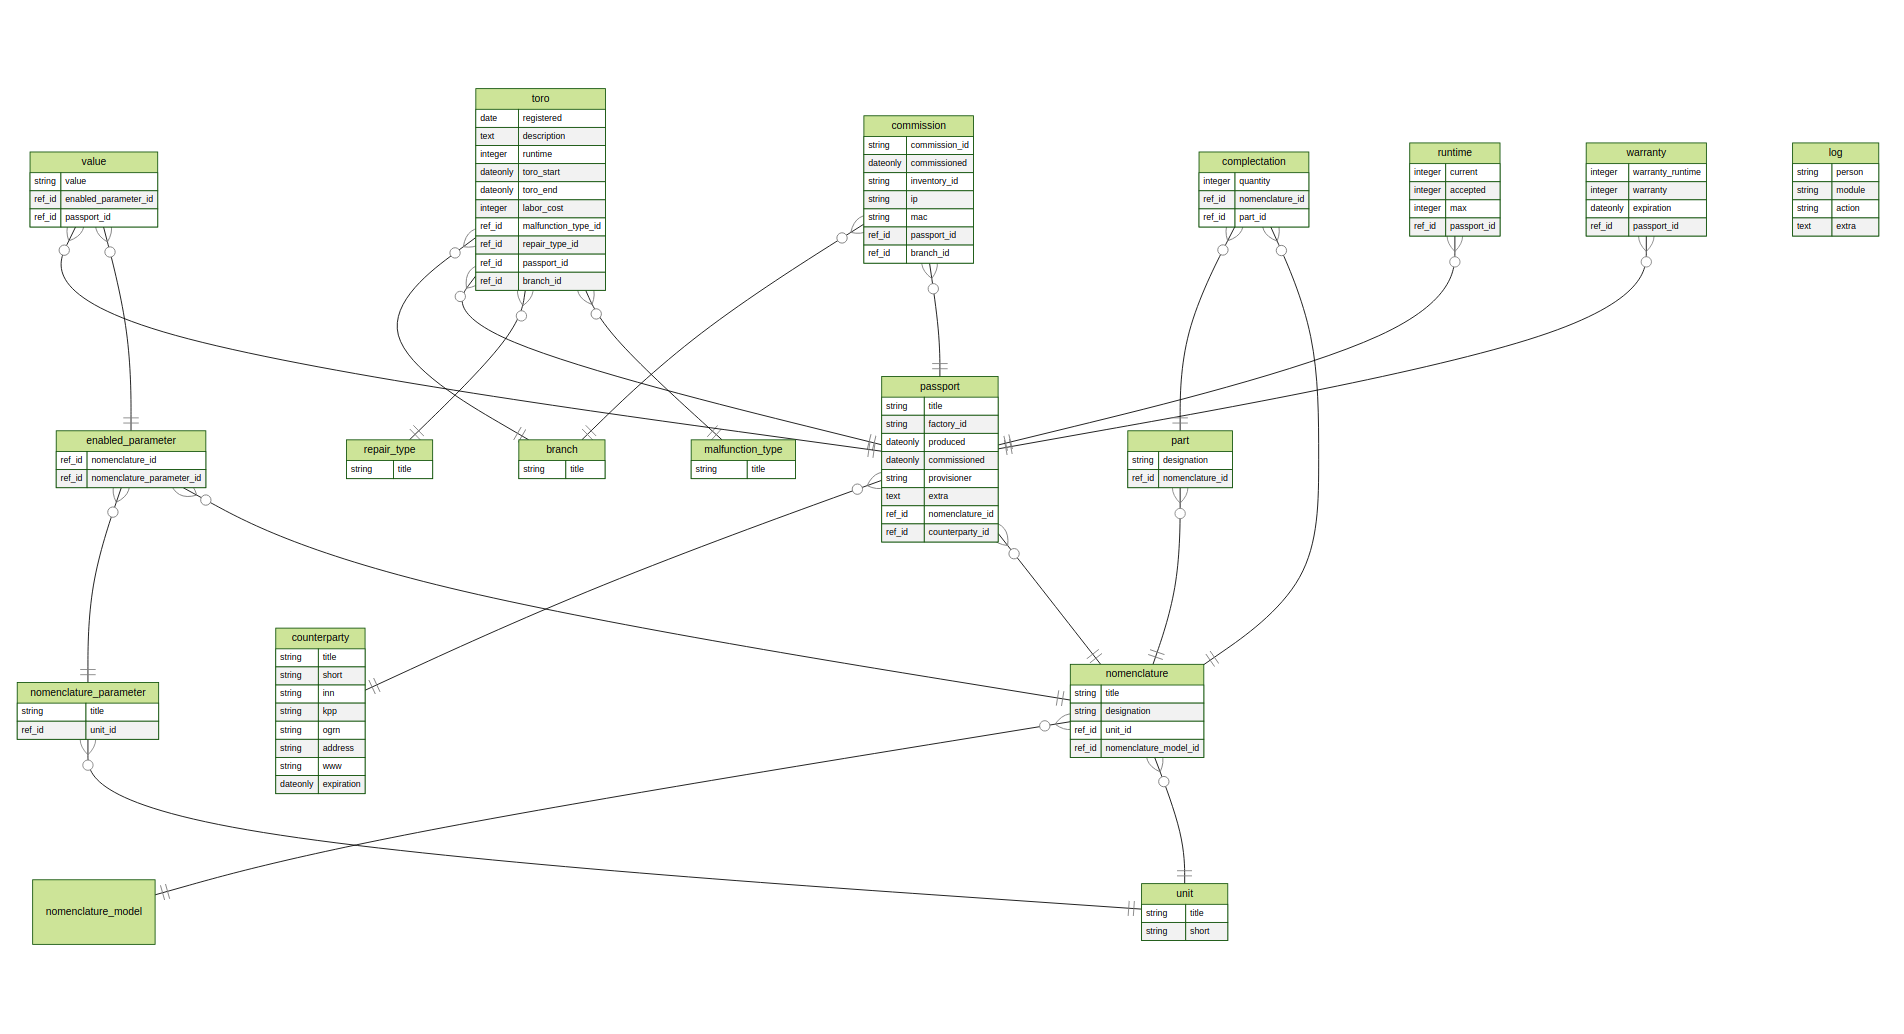 toro
date registered
text description
integer runtime
dateonly toro_start
dateonly toro_end
integer labor_cost
ref_id malfunction_type_id
ref_id repair_type_id
ref_id passport_id
ref_id branch_id
commission
string commission_id
dateonly commissioned
string inventory_id
string ip
string mac
ref_id passport_id
ref_id branch_id
value
string value
ref_id enabled_parameter_id
ref_id passport_id
complectation
integer quantity
ref_id nomenclature_id
ref_id part_id
runtime
integer current
integer accepted
integer max
ref_id passport_id
warranty
integer warranty_runtime
integer warranty
dateonly expiration
ref_id passport_id
log
string person
string module
string action
text extra
passport
string title
string factory_id
dateonly produced
dateonly commissioned
string provisioner
text extra
ref_id nomenclature_id
ref_id counterparty_id
enabled_parameter
ref_id nomenclature_id
ref_id nomenclature_parameter_id
repair_type
string title
branch
string title
malfunction_type
string title
part
string designation
ref_id nomenclature_id
counterparty
string title
string short
string inn
string kpp
string ogrn
string address
string www
dateonly expiration
nomenclature
string title
string designation
ref_id unit_id
ref_id nomenclature_model_id
nomenclature_parameter
string title
ref_id unit_id
nomenclature_model
unit
string title
string short